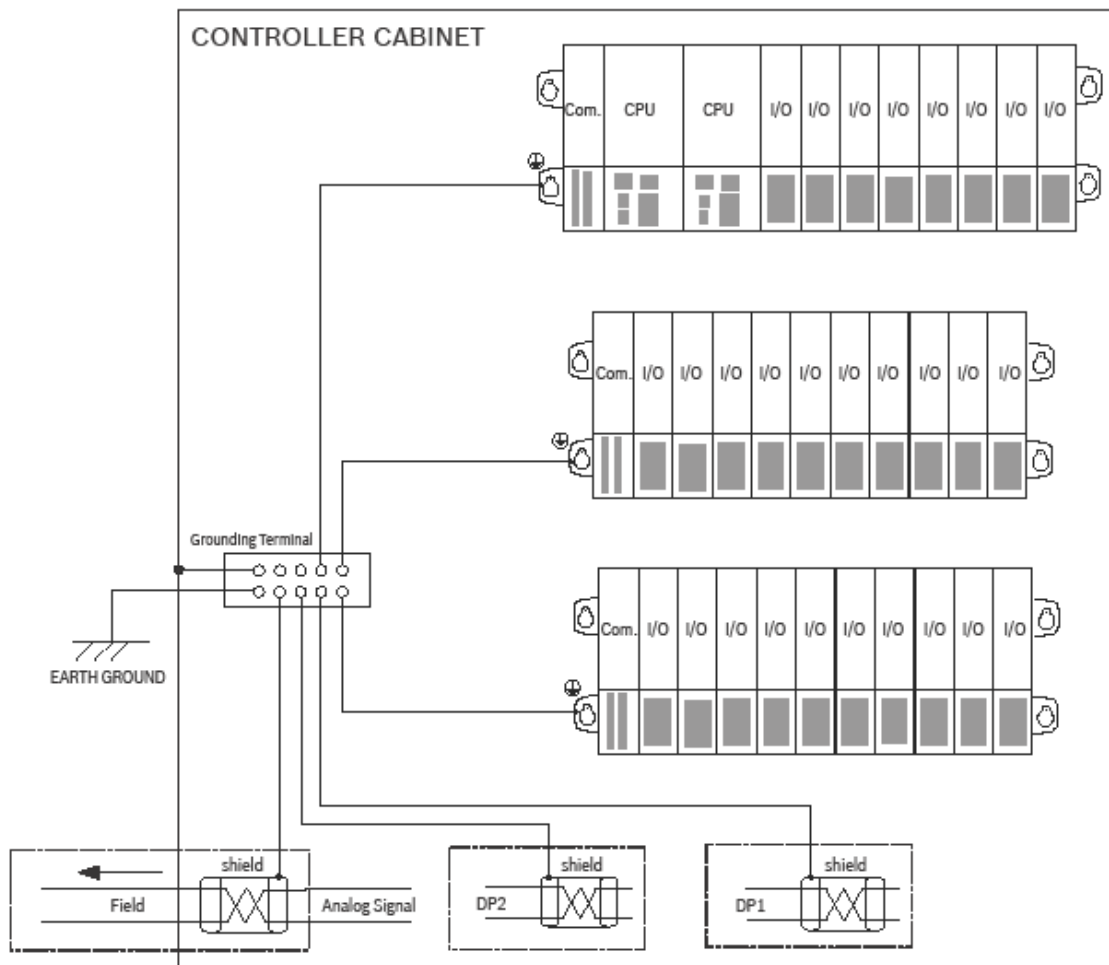 CONTROLLER CABINET
Com. CPU CPU I/O I/O I/O I/O I/O I/O I/O I/O
Com. I/O I/O I/O I/O I/O I/O I/O I/O I/O I/O
Grounding Terminal
Com. I/O I/O I/O I/O I/O I/O I/O I/O I/O I/O
EARTH GROUND
shield shield shield
Field Analog Signal DP2 DP1